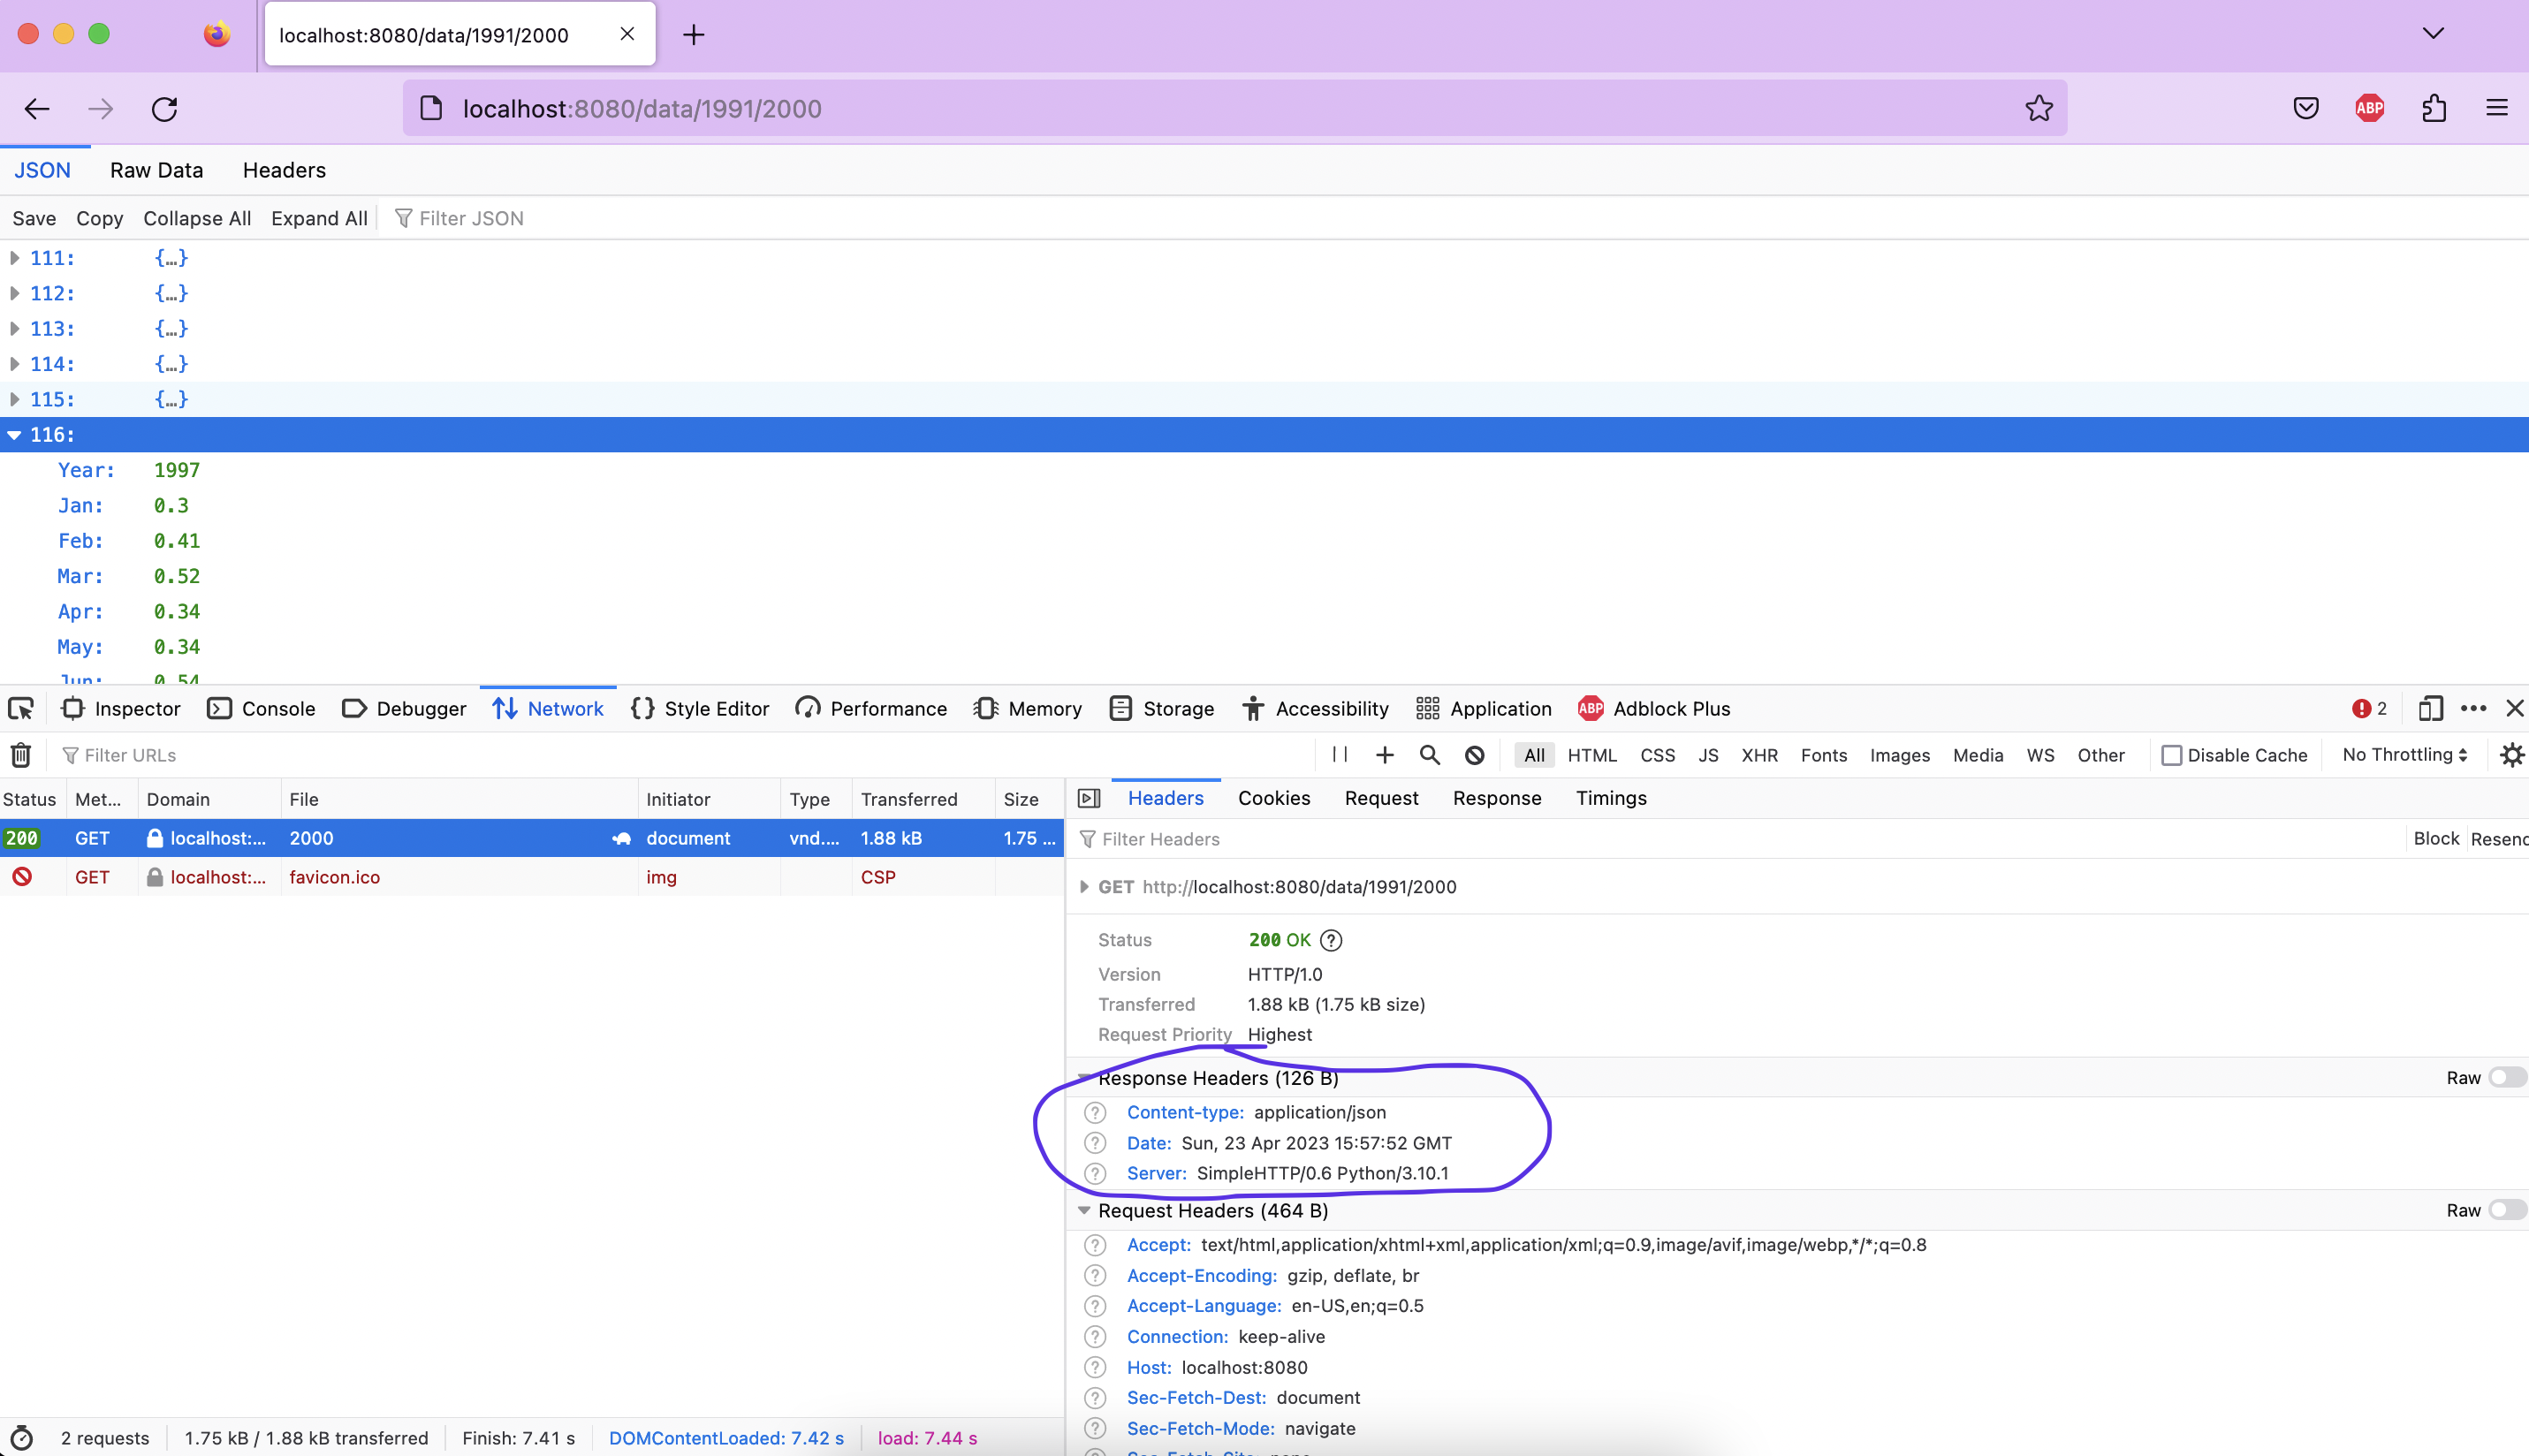 localhost:8080/data/1991/2000
localhost:8080/data/1991/2000
ABP
JSON Raw Data Headers
Save Copy Collapse All Expand All Filter JSON
111: {…}
112: {…}
113: {…}
114: {…}
115: {…}
116:
Year: 1997
Jan: 0.3
Feb: 0.41
Mar: 0.52
Apr: 0.34
May: 0.34
Jun: 0.54
Inspector Console Debugger Network Style Editor Performance Memory Storage Accessibility Application ABP Adblock Plus 2
Filter URLs All HTML CSS JS XHR Fonts Images Media WS Other Disable Cache No Throttling
Status Met... Domain File Initiator Type Transferred Size
200 GET localhost:... 2000 document vnd.... 1.88 kB 1.75 ...
GET localhost:... favicon.ico img CSP
Headers Cookies Request Response Timings
Filter Headers Block Resend
GET http://localhost:8080/data/1991/2000
Status 200 OK
Version HTTP/1.0
Transferred 1.88 kB (1.75 kB size)
Request Priority Highest
Response Headers (126 B) Raw
Content-type: application/json
Date: Sun, 23 Apr 2023 15:57:52 GMT
Server: SimpleHTTP/0.6 Python/3.10.1
Request Headers (464 B) Raw
Accept: text/html,application/xhtml+xml,application/xml;q=0.9,image/avif,image/webp,*/*;q=0.8
Accept-Encoding: gzip, deflate, br
Accept-Language: en-US,en;q=0.5
Connection: keep-alive
Host: localhost:8080
Sec-Fetch-Dest: document
Sec-Fetch-Mode: navigate
2 requests 1.75 kB / 1.88 kB transferred Finish: 7.41 s DOMContentLoaded: 7.42 s load: 7.44 s